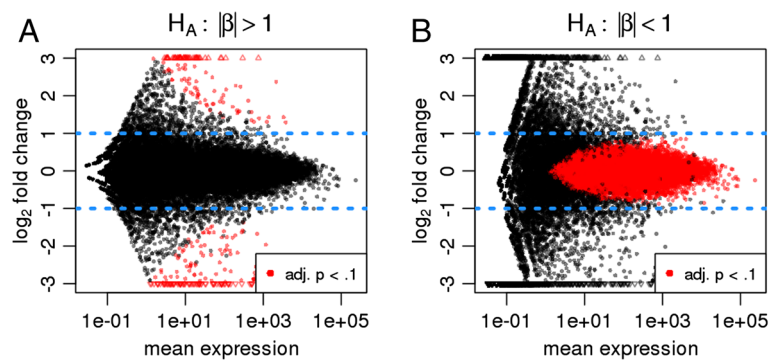 A
H_A : |β| > 1
log₂ fold change
3
2
1
0
-1
-2
-3
adj. p < .1
1e-01 1e+01 1e+03 1e+05
mean expression
B
H_A : |β| < 1
log₂ fold change
3
2
1
0
-1
-2
-3
adj. p < .1
1e-01 1e+01 1e+03 1e+05
mean expression